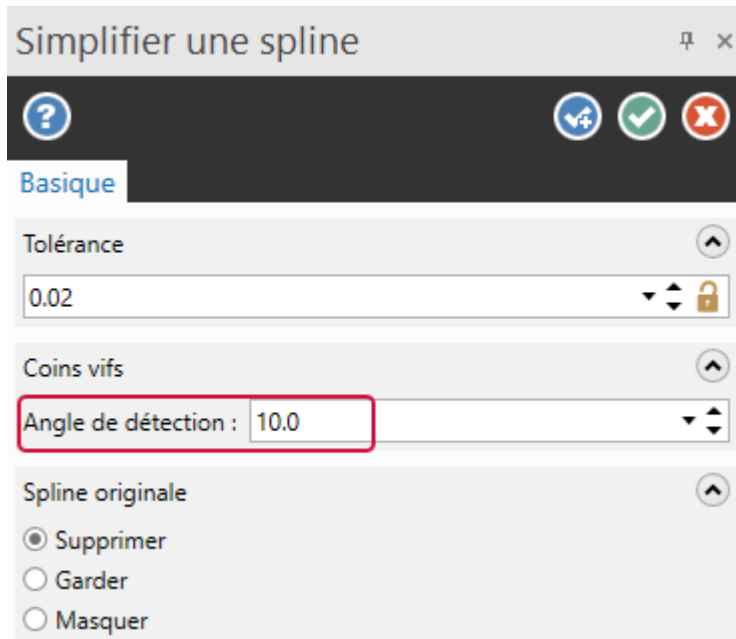 Simplifier une spline
Basique
Tolérance
0.02
Coins vifs
Angle de détection : 10.0
Spline originale
Supprimer
Garder
Masquer